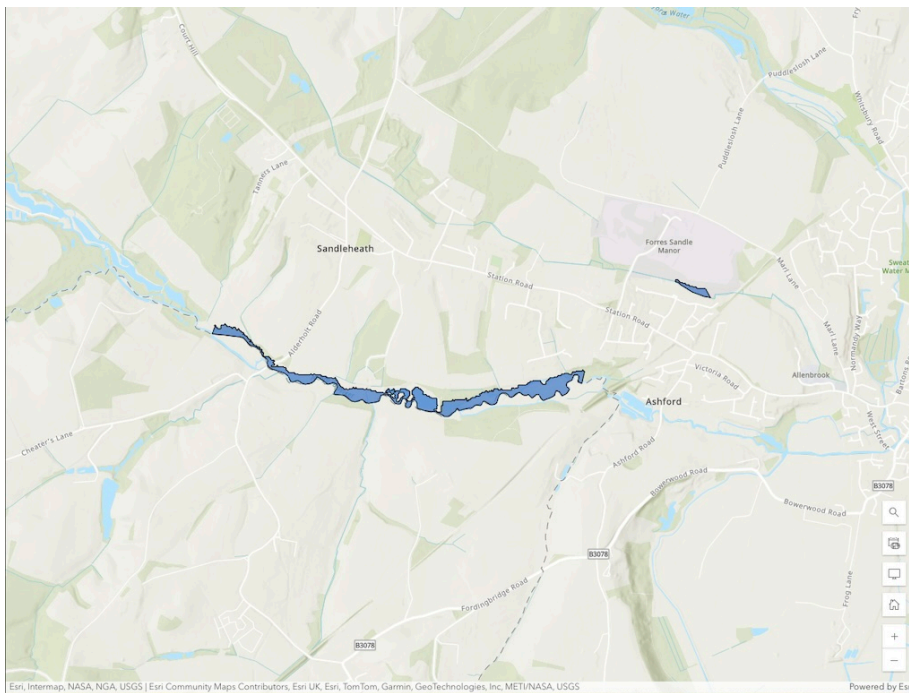 Court Hill
Puddleslosh Lane
Whitsbury Road
Puddleslosh Lane
Tanners Lane
Sandleheath
Forres Sandle
Manor
Sweat
Water M
Marl Lane
Station Road
Station Road
Alderholt Road
Marl Lane
Normandy Way
Victoria Road
Allenbrook
Bartons
Ashford
West Street
Cheater's Lane
Ashford Road
Bowerwood Road
B3078
Bowerwood Road
B3078
Fordingbridge Road
Frog Lane
B3078
Esri, Intermap, NASA, NGA, USGS | Esri Community Maps Contributors, Esri UK, Esri, TomTom, Garmin, GeoTechnologies, Inc, METI/NASA, USGS
Powered by Esr